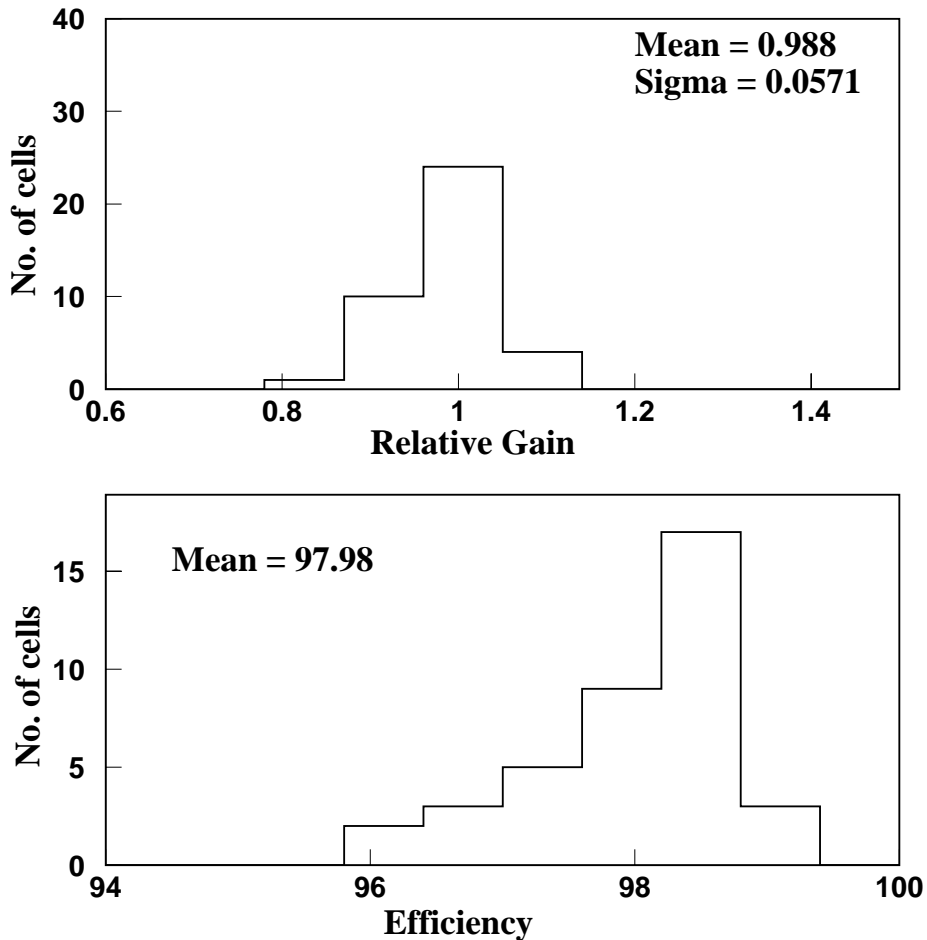 40
30
20
10
0
No. of cells
Mean = 0.988
Sigma = 0.0571
0.6 0.8 1 1.2 1.4
Relative Gain
15
10
5
0
No. of cells
Mean = 97.98
94 96 98 100
Efficiency